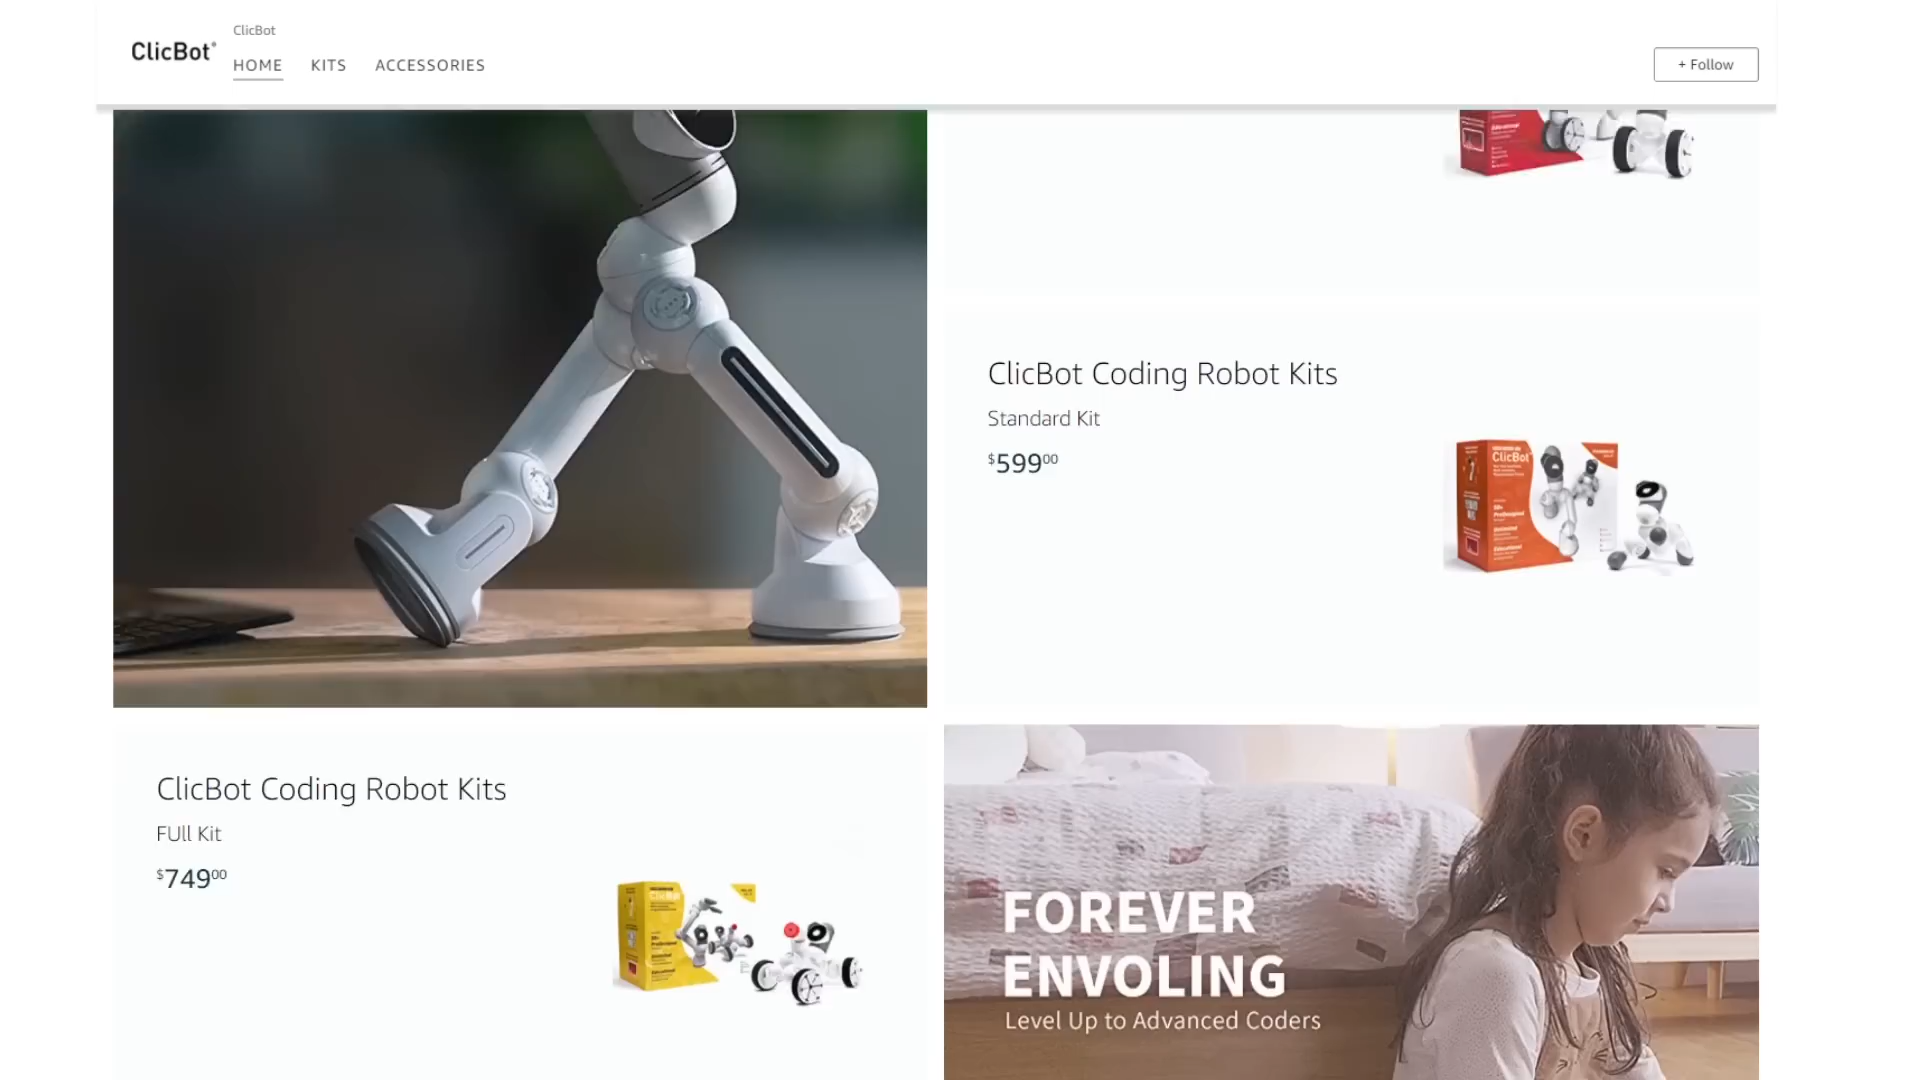 ClicBot
ClicBot
HOME
KITS
ACCESSORIES
+ Follow
ClicBot Coding Robot Kits
Standard Kit
$59900
ClicBot
ClicBot Coding Robot Kits
FUll Kit
$74900
FOREVER
ENVOLING
Level Up to Advanced Coders